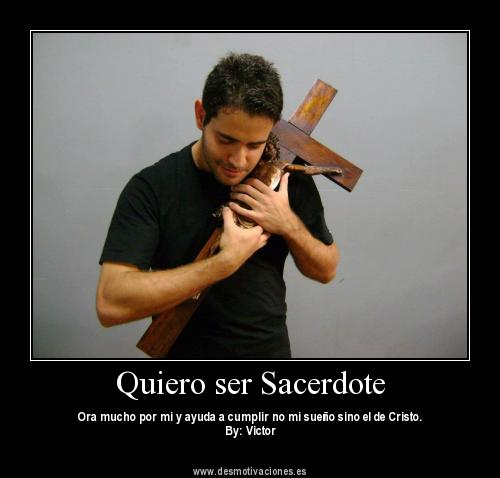 Quiero ser Sacerdote
Ora mucho por mi y ayuda a cumplir no mi sueño sino el de Cristo.
By: Victor
www.desmotivaciones.es